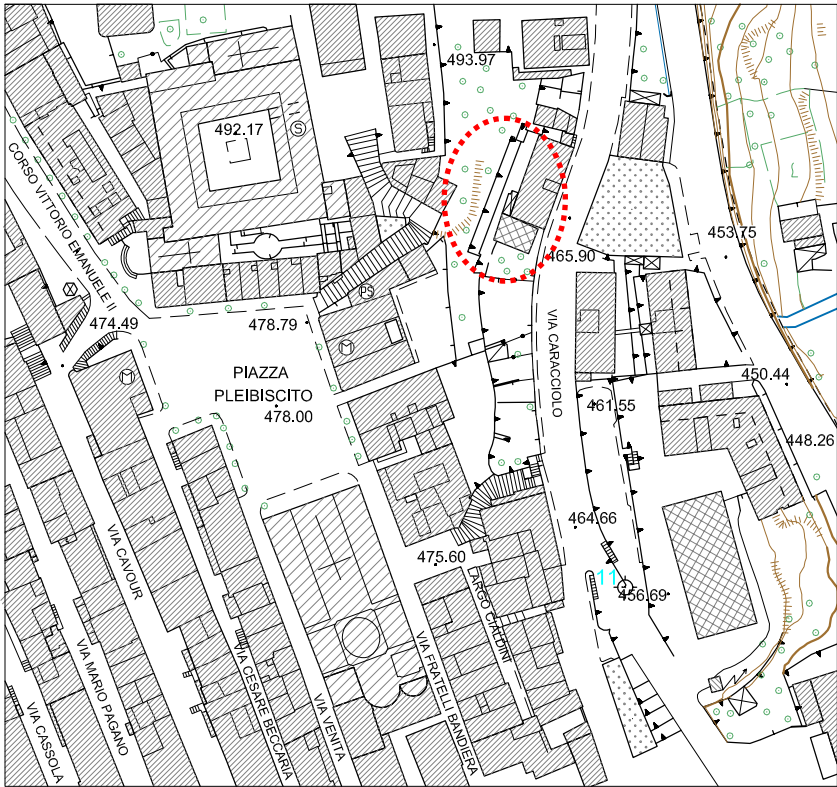 493.97
492.17
S
CORSO VITTORIO EMANUELE II
453.75
465.90
PS
474.49
478.79
VIA CARACCIOLO
PIAZZA
PLEIBISCITO
478.00
450.44
461.55
448.26
464.66
475.60
11
456.69
VIA CAVOUR
VIA MARIO PAGANO
VIA CASSOLA
VIA CESARE BECCARIA
VIA VENITA
VIA FRATELLI BANDIERA
LARGO CIALDINI